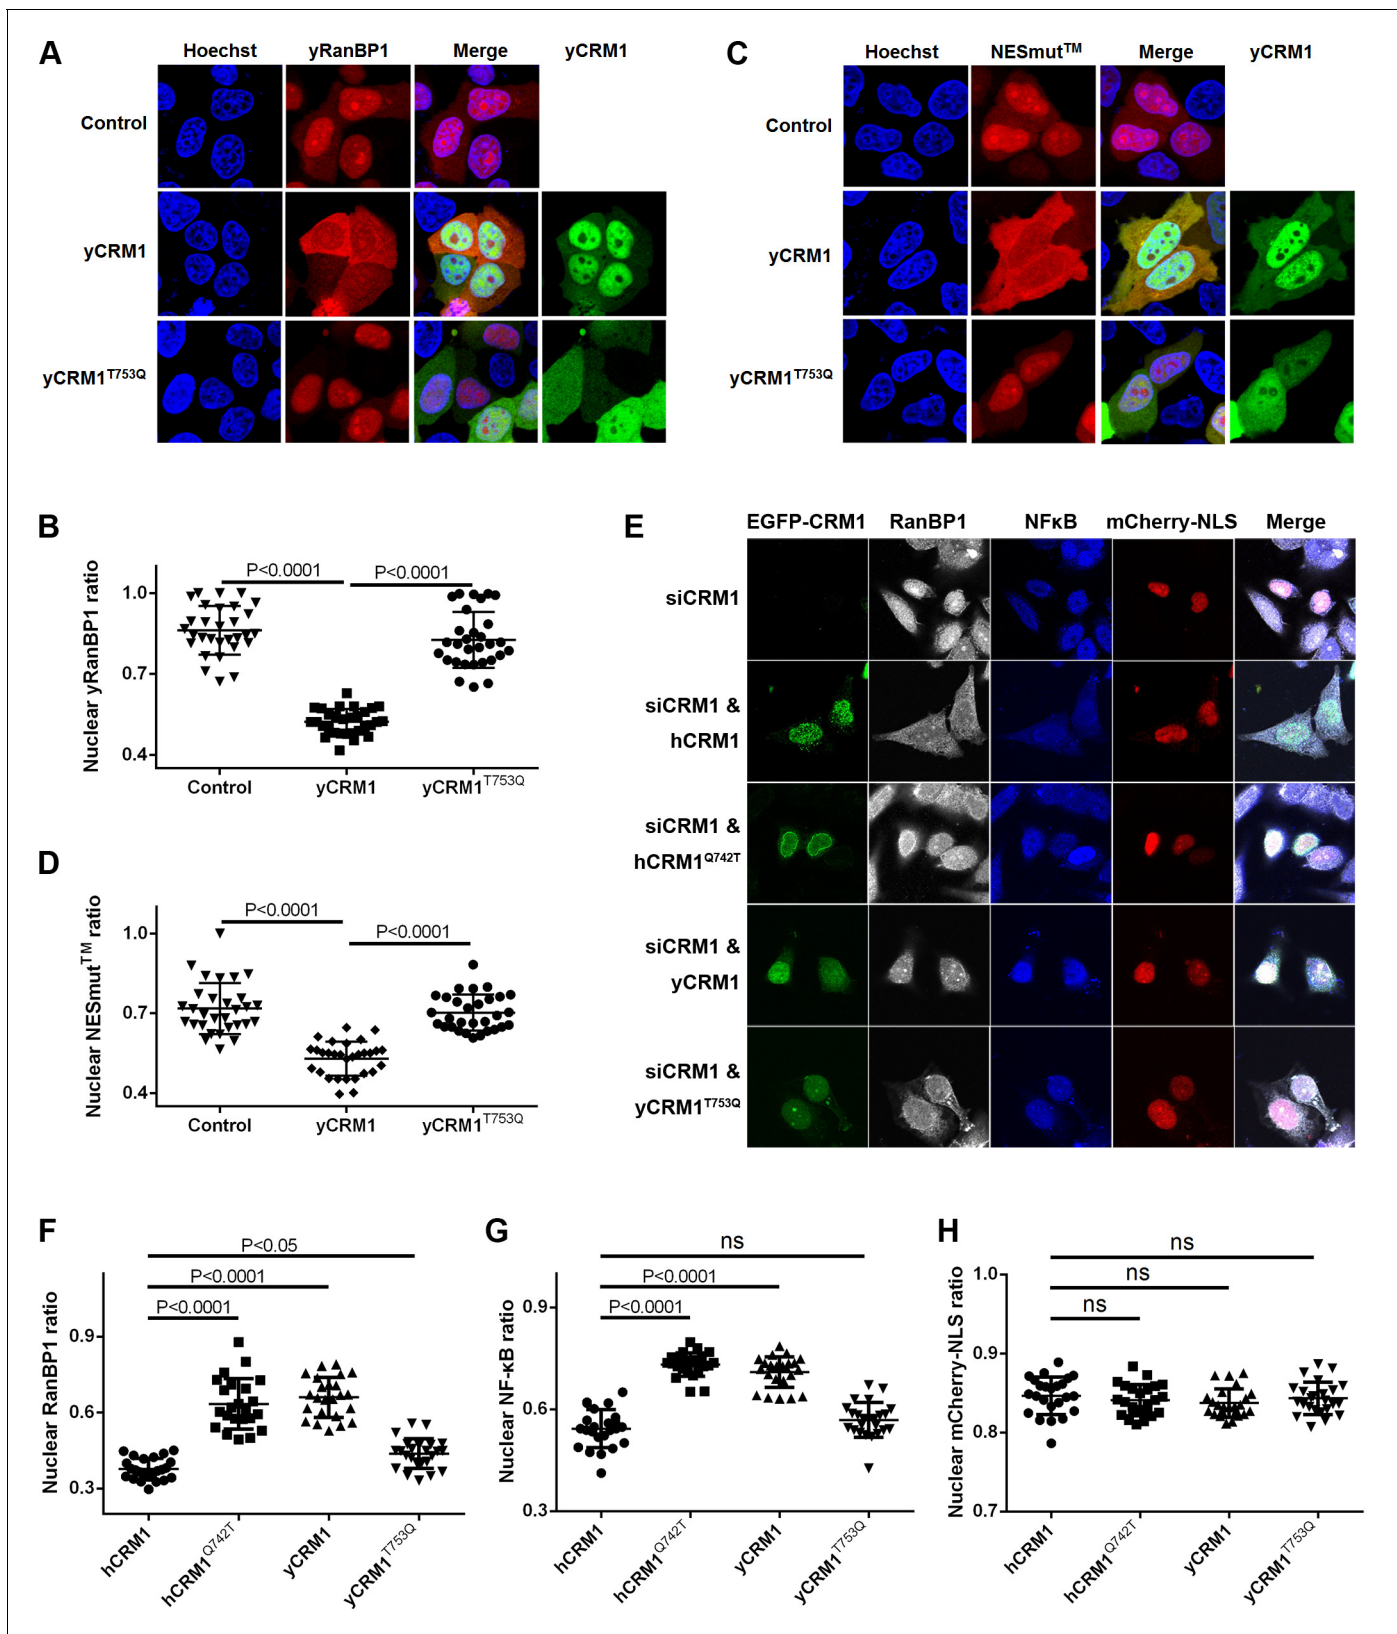 A
Hoechst yRanBP1 Merge yCRM1
Control
yCRM1
yCRM1T753Q
C
Hoechst NESmutTM Merge yCRM1
Control
yCRM1
yCRM1T753Q
B
Nuclear yRanBP1 ratio
1.0
0.7
0.4
P<0.0001 P<0.0001
Control yCRM1 yCRM1T753Q
D
Nuclear NESmutTM ratio
1.0
0.7
0.4
P<0.0001
P<0.0001
Control yCRM1 yCRM1T753Q
E
EGFP-CRM1 RanBP1 NFκB mCherry-NLS Merge
siCRM1
siCRM1 &
hCRM1
siCRM1 &
hCRM1Q742T
siCRM1 &
yCRM1
siCRM1 &
yCRM1T753Q
F
Nuclear RanBP1 ratio
0.9
0.6
0.3
P<0.05
P<0.0001
P<0.0001
hCRM1 hCRM1Q742T yCRM1 yCRM1T753Q
G
Nuclear NF-κB ratio
0.9
0.6
0.3
ns
P<0.0001
P<0.0001
hCRM1 hCRM1Q742T yCRM1 yCRM1T753Q
H
Nuclear mCherry-NLS ratio
1.0
0.9
0.8
0.7
ns
ns
ns
hCRM1 hCRM1Q742T yCRM1 yCRM1T753Q